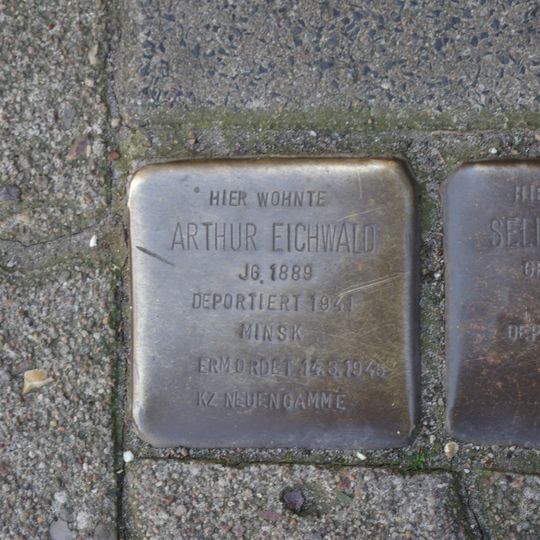 HIER WOHNTE
ARTHUR EICHWALD
JG. 1889
DEPORTIERT 1941
MINSK
ERMORDET 14.3.1945
KZ NEUENGAMME